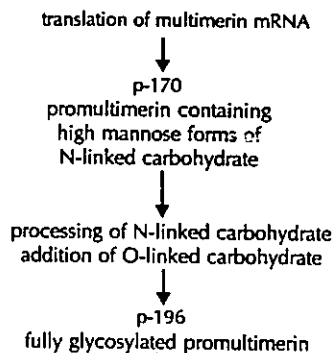 translation of multimerin mRNA
p-170
promultimerin containing
high mannose forms of
N-linked carbohydrate
processing of N-linked carbohydrate
addition of O-linked carbohydrate
p-196
fully glycosylated promultimerin